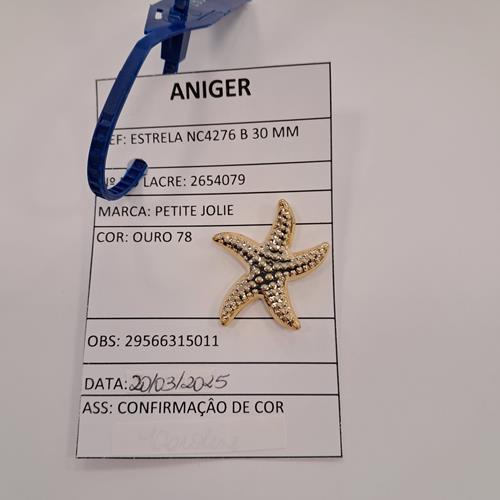 ANIGER
EF: ESTRELA NC4276 B 30 MM
LACRE: 2654079
MARCA: PETITE JOLIE
COR: OURO 78
OBS: 29566315011
DATA: 20/03/2025
ASS: CONFIRMAÇÂO DE COR